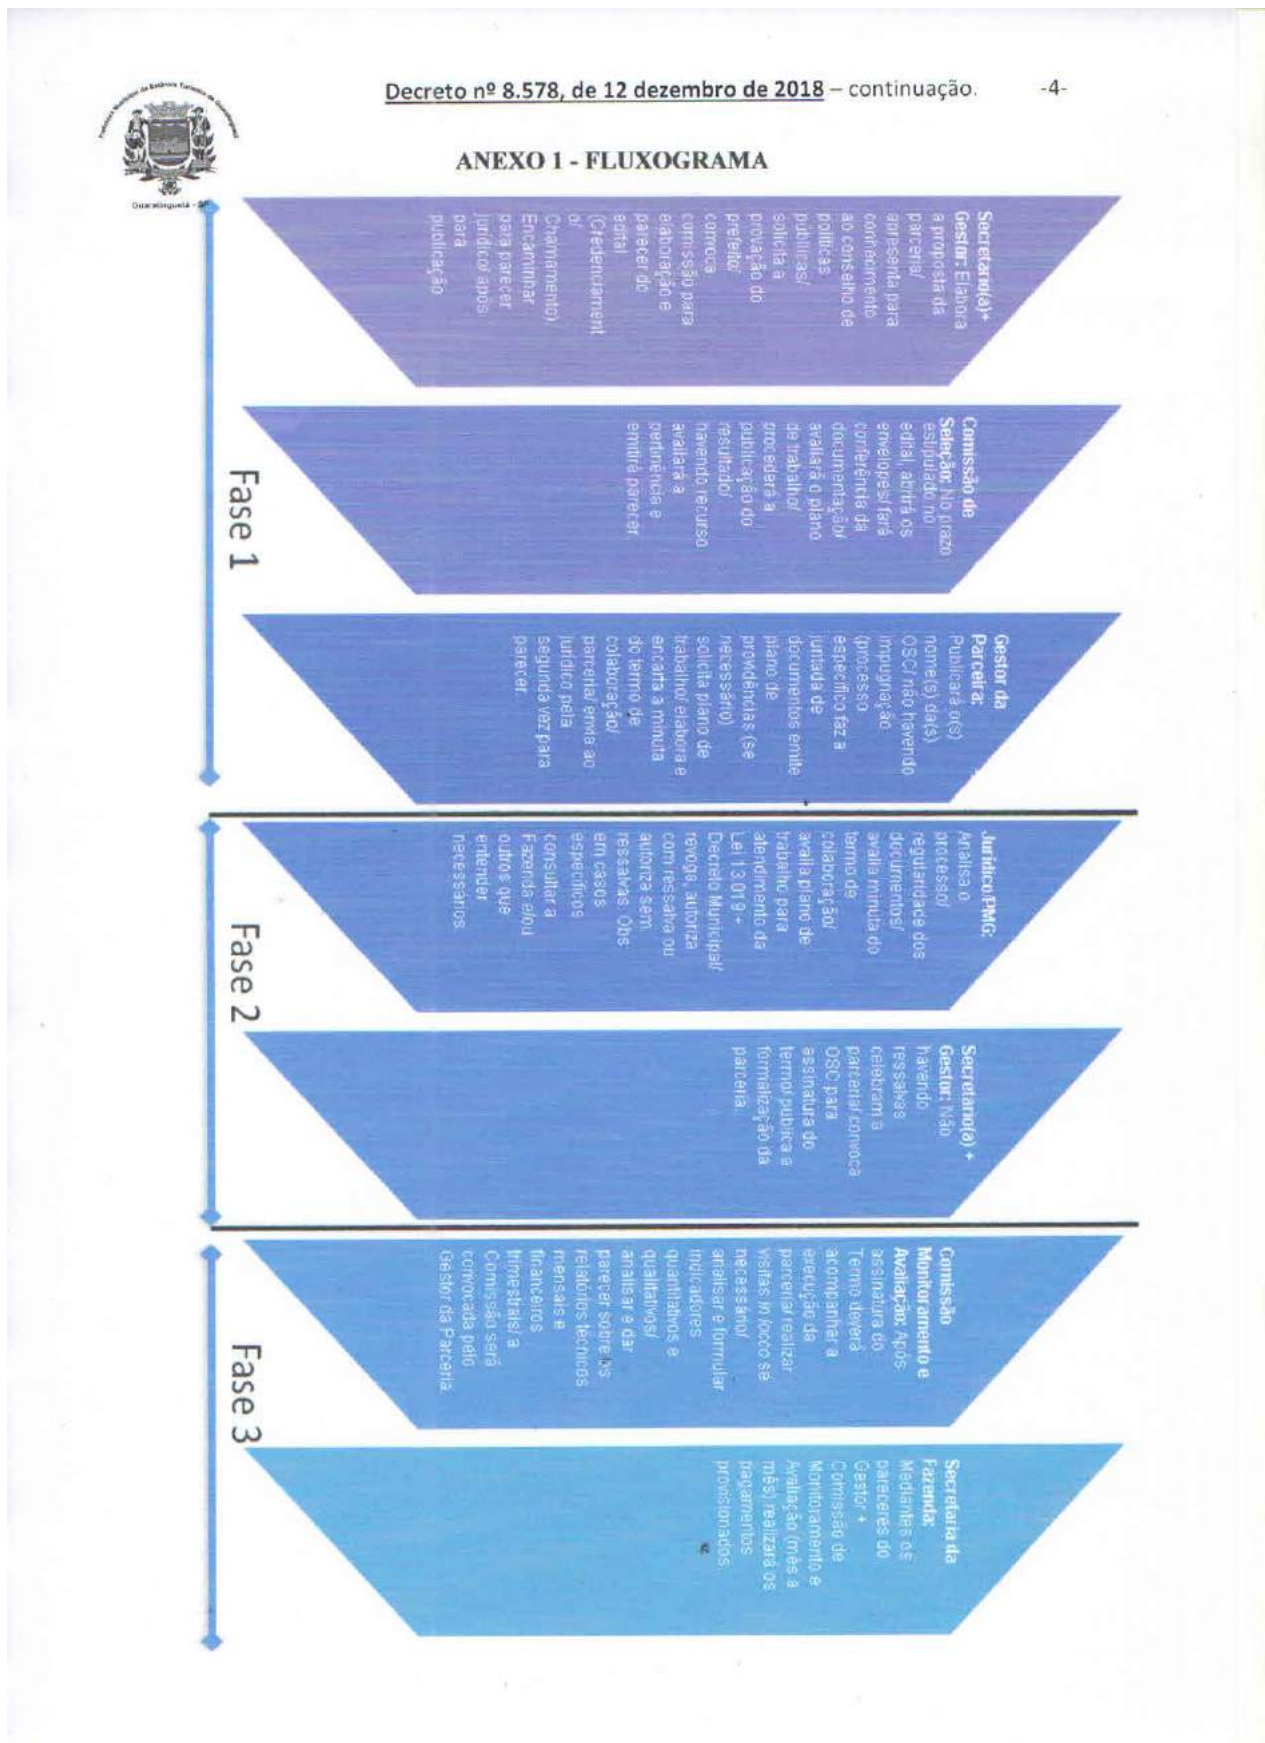 Decreto nº 8.578, de 12 dezembro de 2018 – continuação. -4-
Prefeitura Municipal da Estância Turística de Guaratinguetá
Guaratinguetá - SP
ANEXO 1 - FLUXOGRAMA
Secretario(a)+
Gestor: Elabora
a proposta da
parceria/
apresenta para
conhecimento
ao conselho de
políticas
públicas/
solicita a
provação do
prefeito/
convoca
comissão para
elaboração e
parecer do
edital
(Credenciament
o/
Chamamento)
Encaminhar
para parecer
jurídico/ após/
para
publicação
Comissão de
Seleção: No prazo
estipulado no
edital, abrirá os
envelopes/ fará
conferência da
documentação/
avaliará o plano
de trabalho/
procederá a
publicação do
resultado/
havendo recurso
avaliará a
pertinência e
emitirá parecer
Gestor da
Parceira:
Publicará o(s)
nome(s) da(s)
OSC/ não havendo
impugnação
(processo
específico faz a
juntada de
documentos emite
plano de
providências (se
necessário)
solicita plano de
trabalho/ elabora e
encarta a minuta
do termo de
colaboração/
parceria/ envia ao
jurídico pela
segunda vez para
parecer
Fase 1
Jurídico/PMG:
Analisa o
processo/
regularidade dos
documentos/
avalia minuta do
termo de
colaboração/
avalia plano de
trabalho para
atendimento da
Lei 13.019 +
Decreto Municipal/
revoga, autoriza
com ressalva ou
autoriza sem
ressalvas. Obs:
em casos
específicos
consultar a
Fazenda e/ou
outros que
entender
necessários.
Secretario(a) +
Gestor: Não
havendo
ressalvas
celebram a
parceria/ convoca
OSC para
assinatura do
termo/ publica a
formalização da
parceria.
Fase 2
Comissão
Monitoramento e
Avaliação: Após
assinatura do
Termo deverá
acompanhar a
execução da
parceria/ realizar
visitas in locco se
necessário/
analisar e formular
indicadores
quantitativos e
qualitativos/
analisar e dar
parecer sobre os
relatórios técnicos
mensais e
financeiros
trimestrais/ a
Comissão será
convocada pelo
Gestor da Parceria.
Secretaria da
Fazenda:
Mediantes os
pareceres do
Gestor +
Comissão de
Monitoramento e
Avaliação (mês a
mês) realizará os
pagamentos
provisionados.
Fase 3